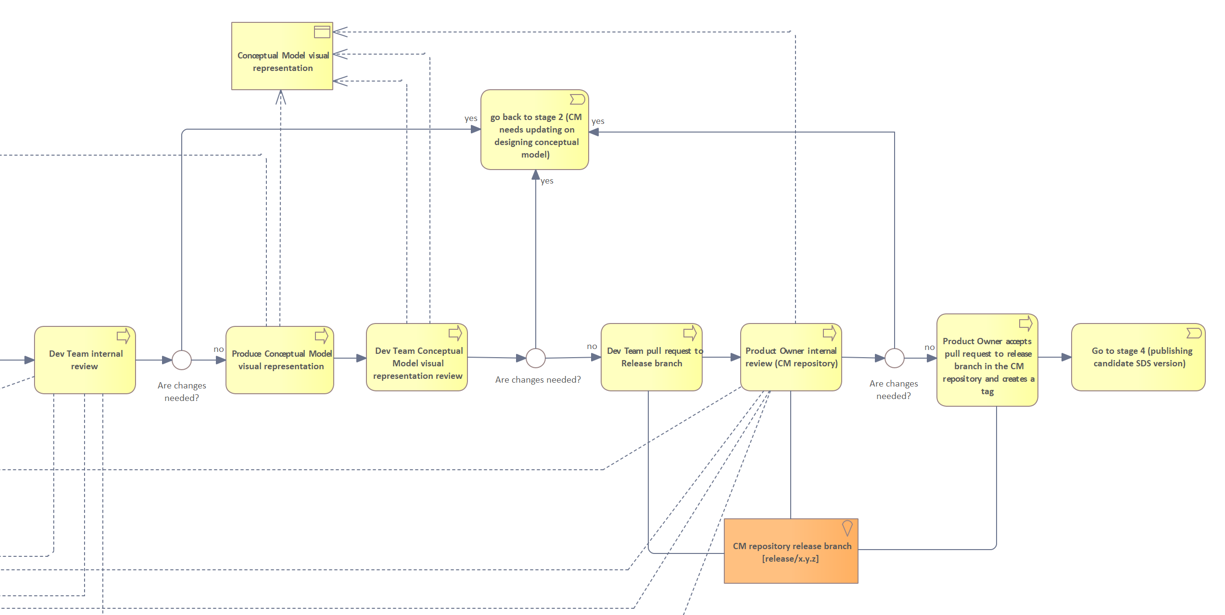 Conceptual Model visual
representation
yes
go back to stage 2 (CM
needs updating on
designing conceptual
model)
yes
yes
Dev Team internal
review
Are changes
needed?
no
Produce Conceptual Model
visual representation
Dev Team Conceptual
Model visual
representation review
Are changes needed?
no
Dev Team pull request to
Release branch
Product Owner internal
review (CM repository)
Are changes
needed?
no
Product Owner accepts
pull request to release
branch in the CM
repository and creates a
tag
Go to stage 4 (publishing
candidate SDS version)
CM repository release branch
[release/x.y.z]